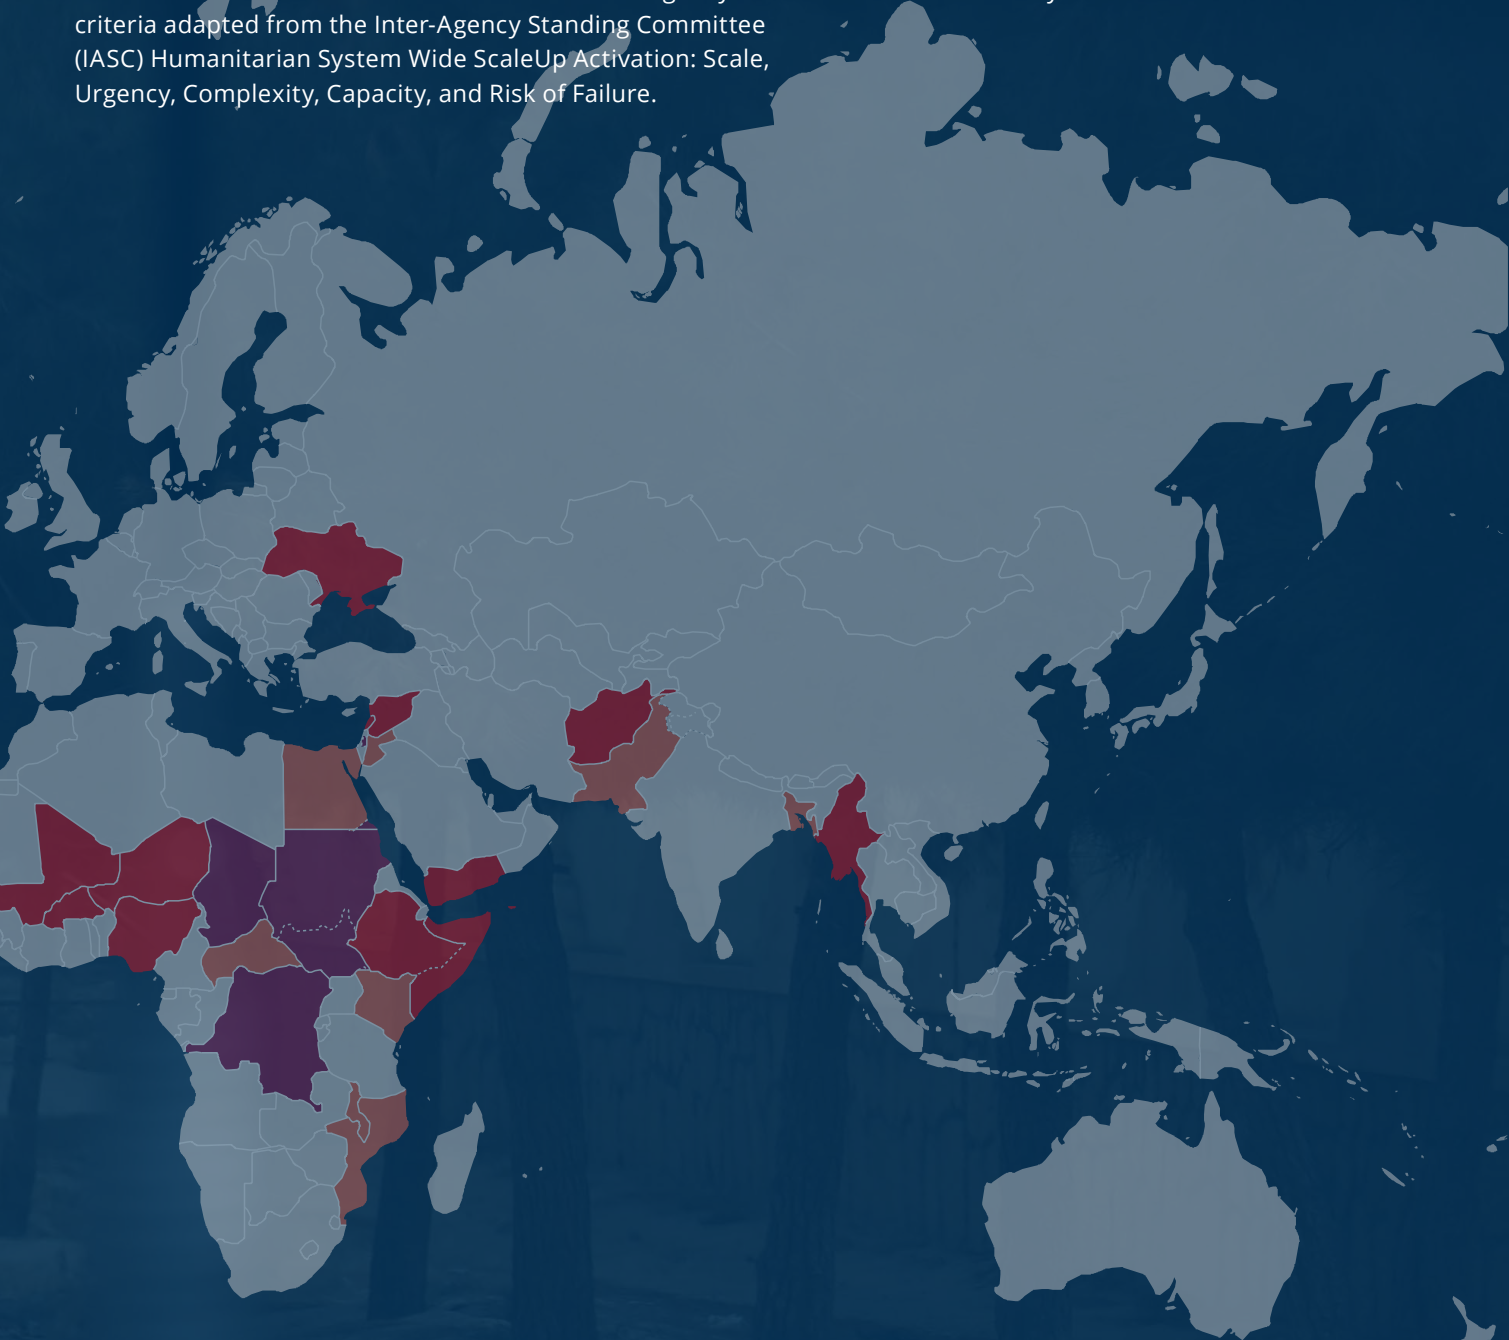 criteria adapted from the Inter-Agency Standing Committee
(IASC) Humanitarian System Wide ScaleUp Activation: Scale,
Urgency, Complexity, Capacity, and Risk of Failure.